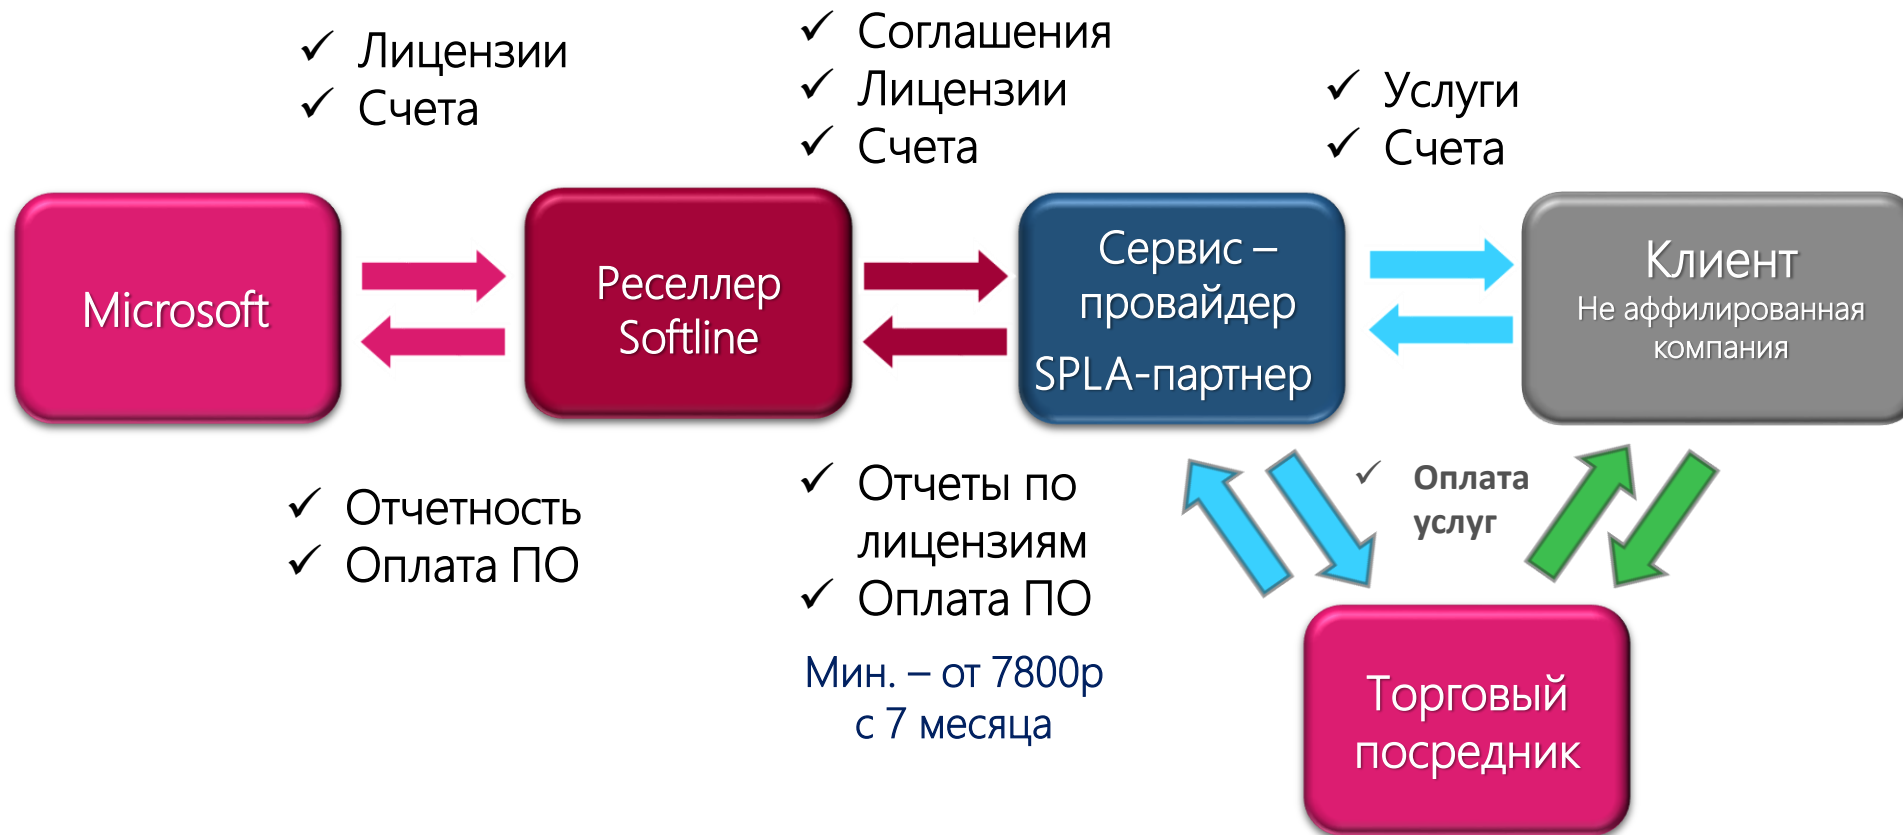 ✓ Лицензии
✓ Счета
✓ Соглашения
✓ Лицензии
✓ Счета
✓ Услуги
✓ Счета
Microsoft
Реселлер
Softline
Сервис –
провайдер
SPLA-партнер
Клиент
Не аффилированная
компания
✓ Отчетность
✓ Оплата ПО
✓ Отчеты по
лицензиям
✓ Оплата ПО
Мин. – от 7800р
с 7 месяца
✓ Оплата
услуг
Торговый
посредник